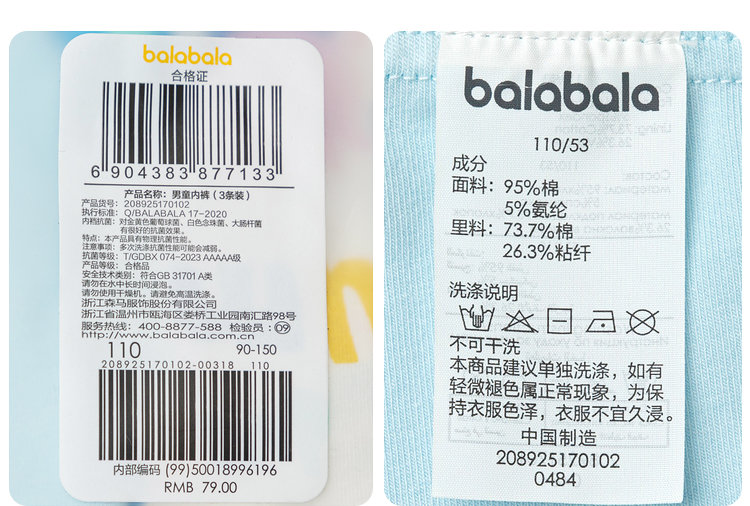 balabala
合格证
6 904383 877133
产品名称：男童内裤（3条装）
产品货号：208925170102
执行标准：Q/BALABALA 17-2020
内裆抗菌：对金黄色葡萄球菌、白色念珠菌、大肠杆菌
有很好的抗菌效果。
特点：本产品具有物理抗菌性能。
注意事项：多次洗涤抗菌性能可能会减弱。
抗菌等级：T/GDBX 074-2023 AAAAA级
产品等级：合格品
安全技术类别：符合GB 31701 A类
请勿在水中长时间浸泡。
请勿使用干燥机。请避免高温洗涤。
浙江森马服饰股份有限公司
浙江省温州市瓯海区娄桥工业园南汇路98号
服务热线：400-8877-588 检验员：09
http://www.balabala.com.cn
110 90-150
208925170102-00318 110
内部编码 (99)50018996196
RMB 79.00
balabala
110/53
成分
面料：95%棉
5%氨纶
里料：73.7%棉
26.3%粘纤
洗涤说明
不可干洗
本商品建议单独洗涤，如有
轻微褪色属正常现象，为保
持衣服色泽，衣服不宜久浸。
中国制造
208925170102
0484